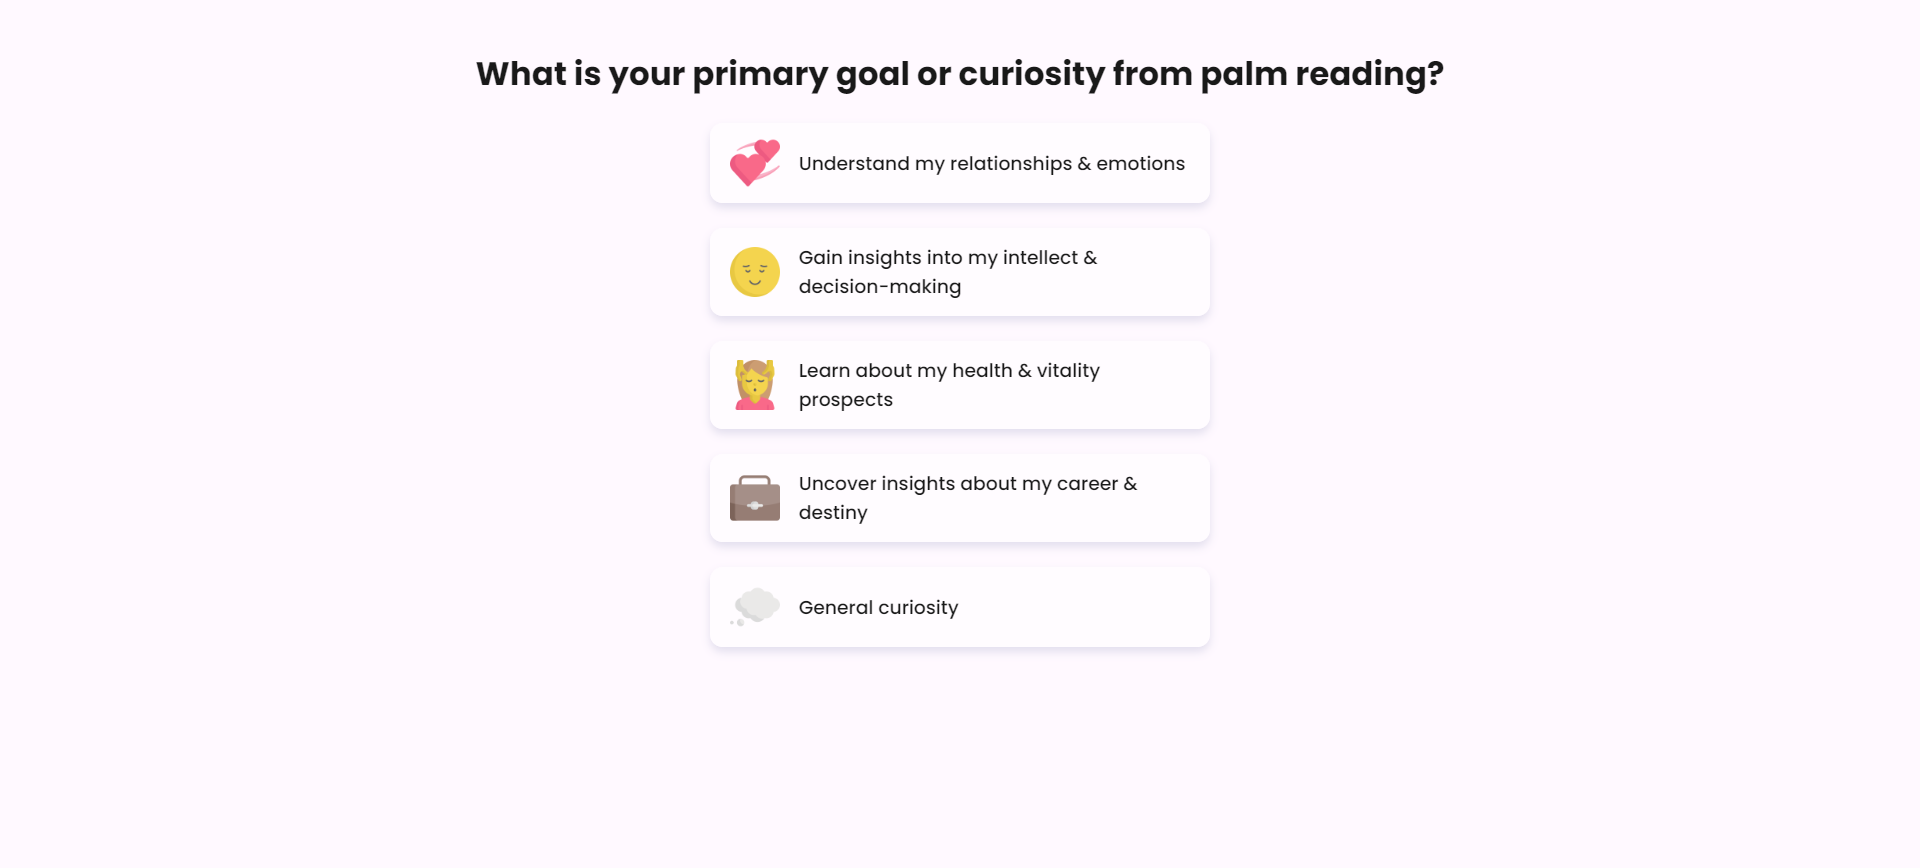 What is your primary goal or curiosity from palm reading?
Understand my relationships & emotions
Gain insights into my intellect &
decision-making
Learn about my health & vitality
prospects
Uncover insights about my career &
destiny
General curiosity